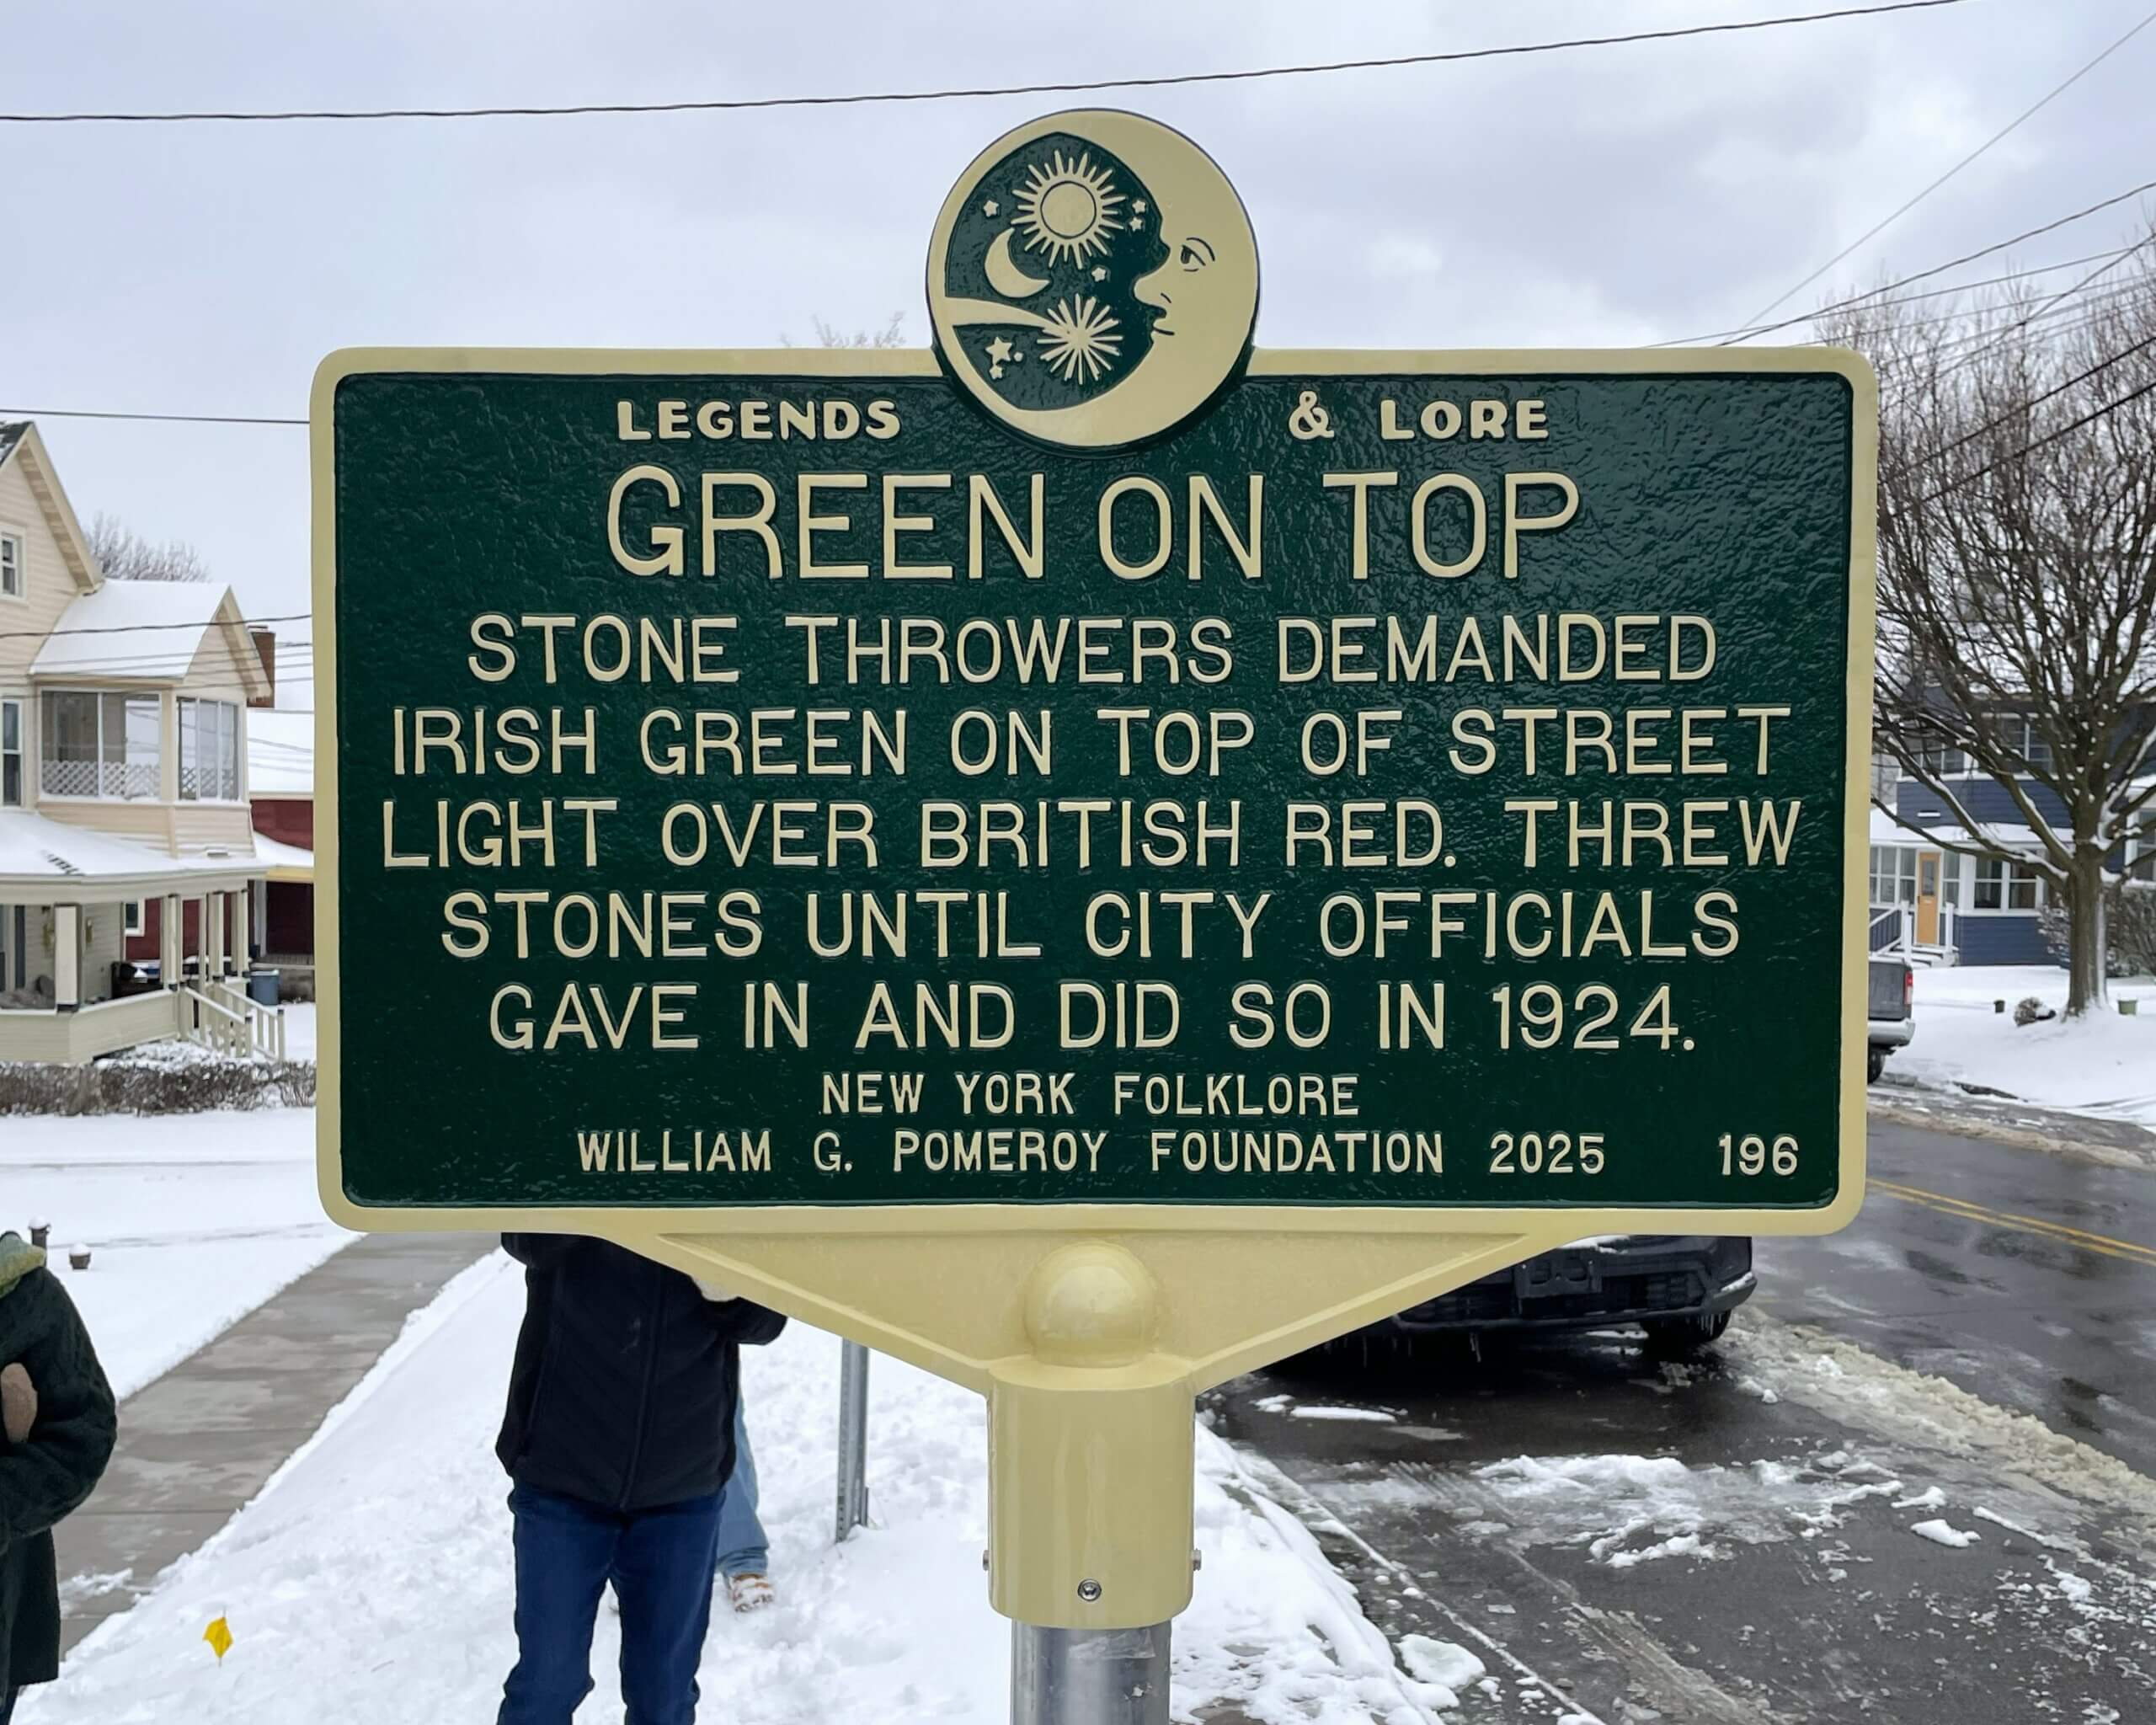 LEGENDS & LORE
GREEN ON TOP
STONE THROWERS DEMANDED
IRISH GREEN ON TOP OF STREET
LIGHT OVER BRITISH RED. THREW
STONES UNTIL CITY OFFICIALS
GAVE IN AND DID SO IN 1924.
NEW YORK FOLKLORE
WILLIAM G. POMEROY FOUNDATION 2025 196